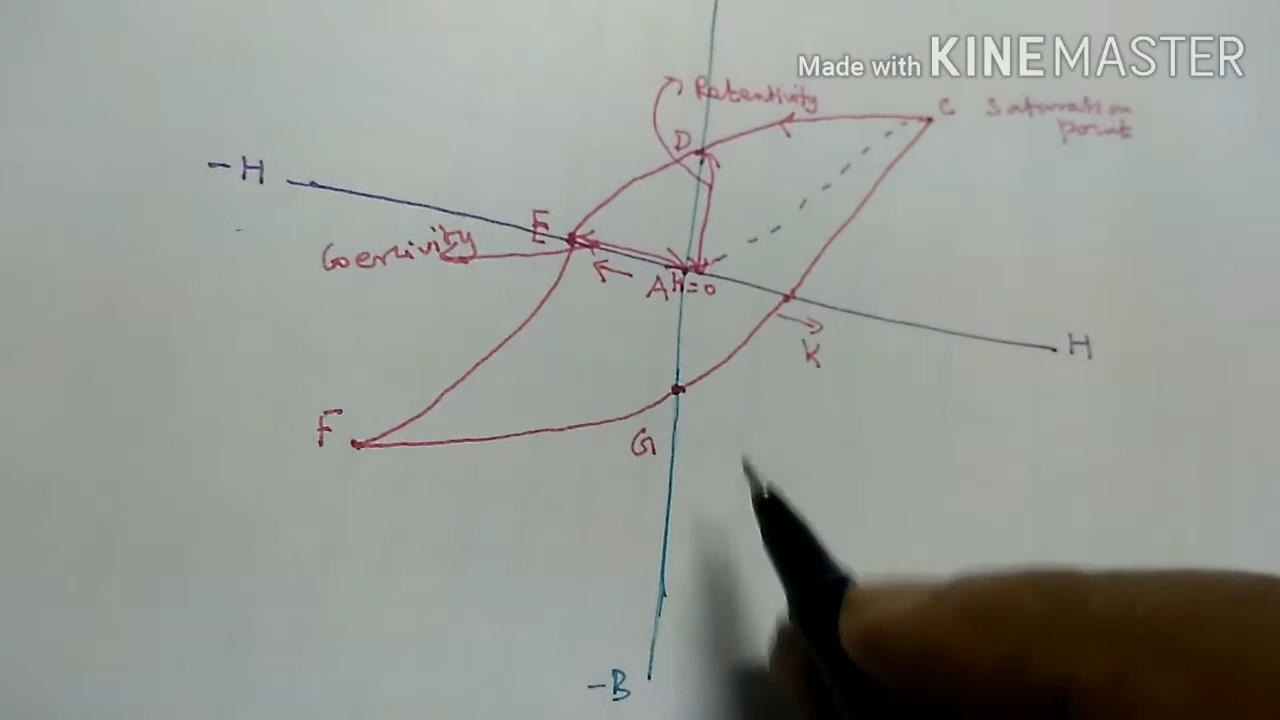 Made with KINEMASTER
Retentivity
C Saturation
point
D
-H
E
Coercivity
A H=0
H
K
F
G
-B